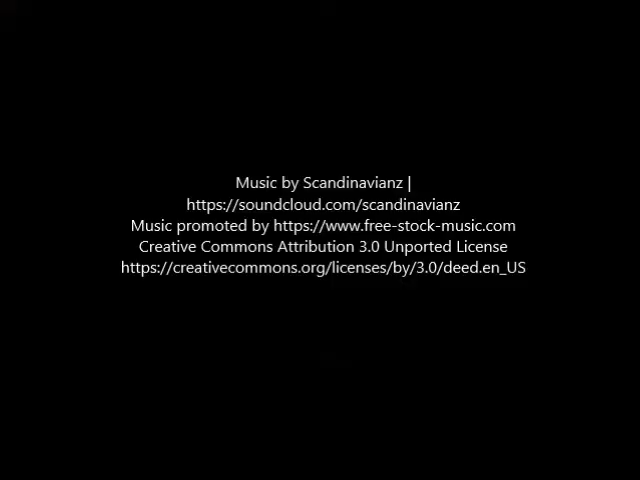 Music by Scandinavianz |
https://soundcloud.com/scandinavianz
Music promoted by https://www.free-stock-music.com
Creative Commons Attribution 3.0 Unported License
https://creativecommons.org/licenses/by/3.0/deed.en_US